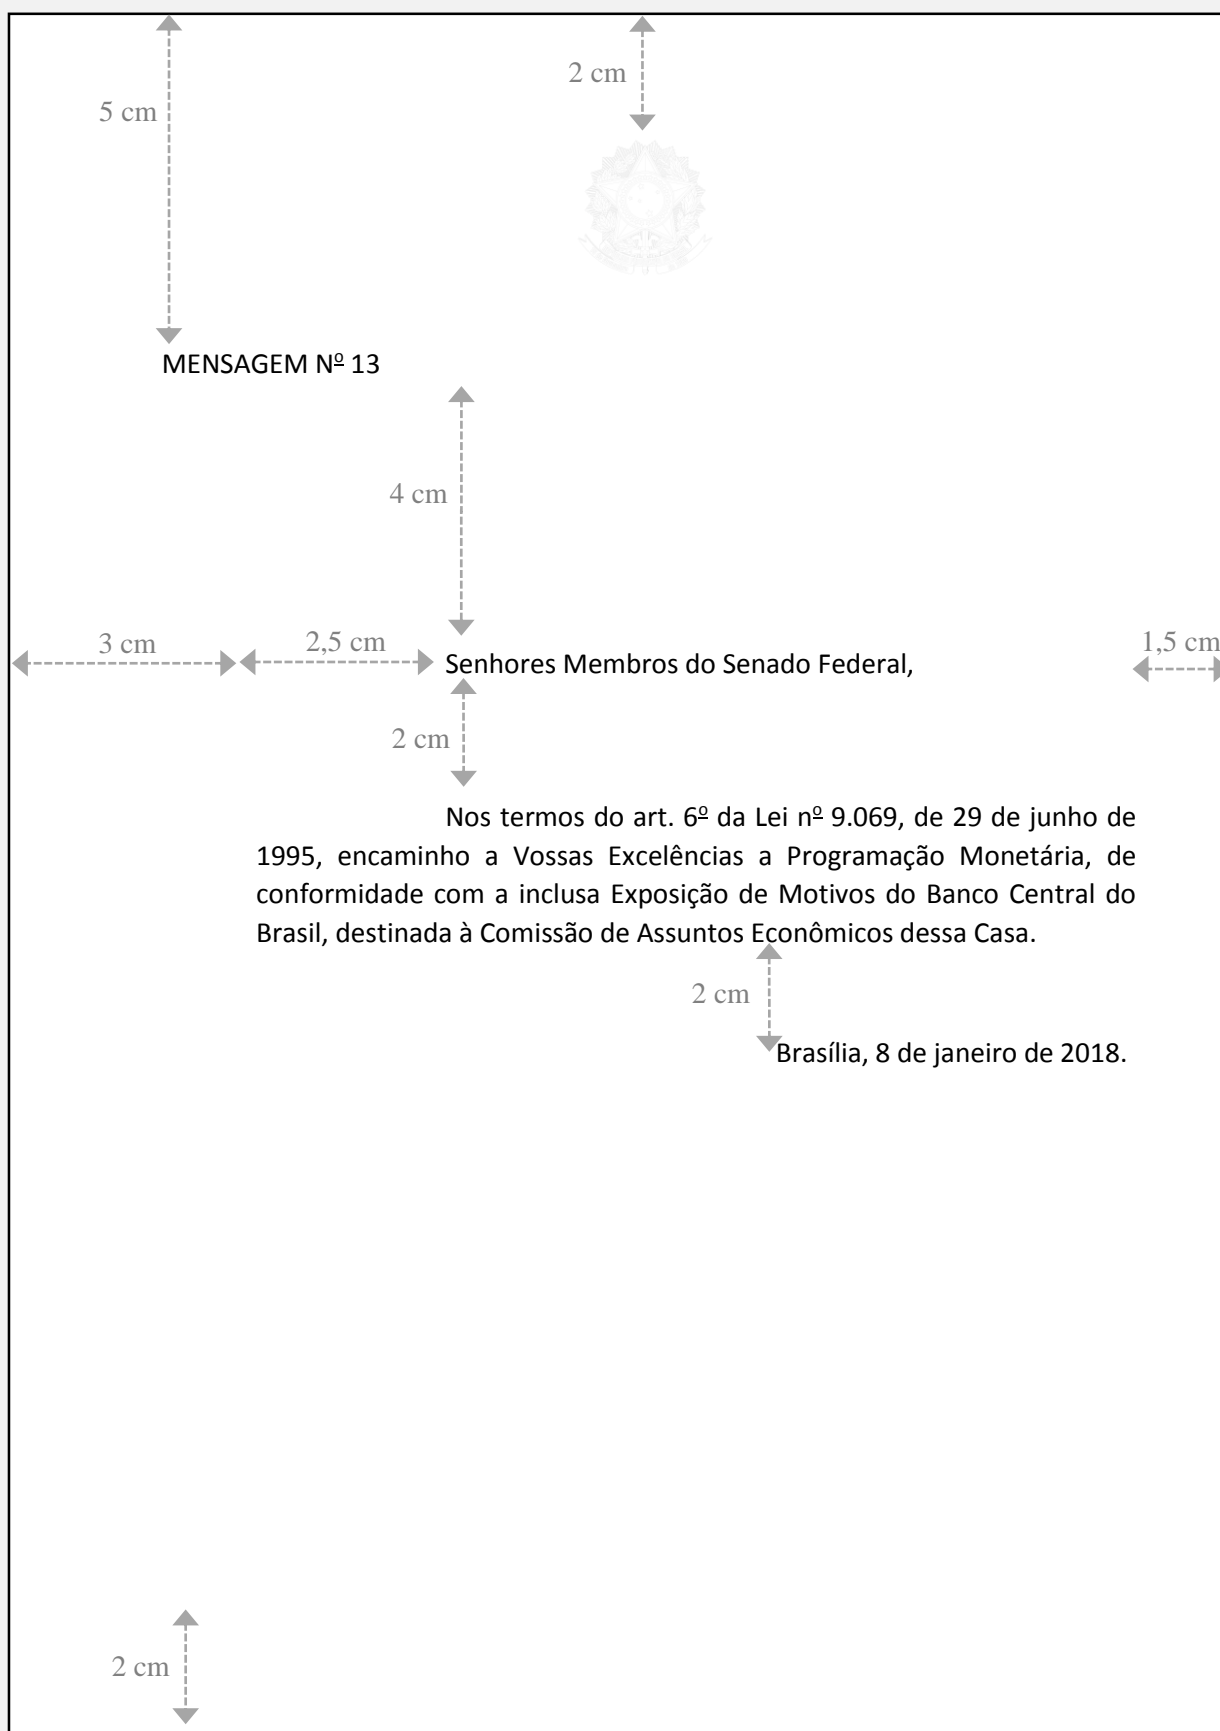 2 cm
5 cm
MENSAGEM Nº 13
4 cm
3 cm
2,5 cm
1,5 cm
Senhores Membros do Senado Federal,
2 cm
Nos termos do art. 6º da Lei nº 9.069, de 29 de junho de
1995, encaminho a Vossas Excelências a Programação Monetária, de
conformidade com a inclusa Exposição de Motivos do Banco Central do
Brasil, destinada à Comissão de Assuntos Econômicos dessa Casa.
2 cm
Brasília, 8 de janeiro de 2018.
2 cm